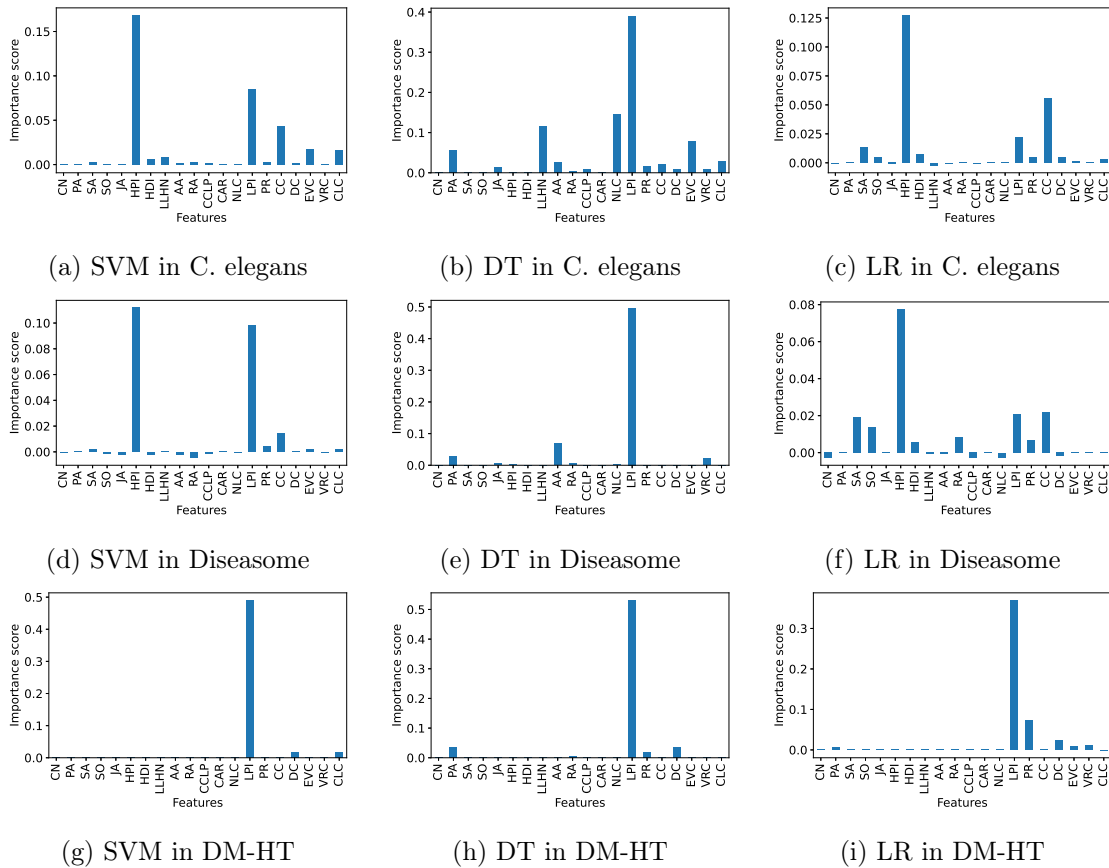 0.15
0.10
0.05
0.00
Importance score
CN PA SA SO JA HPI HDI LLHN AA RA CCLP CAR NLC LPI PR CC DC EVC VRC CLC
Features
(a) SVM in C. elegans
0.4
0.3
0.2
0.1
0.0
Importance score
CN PA SA SO JA HPI HDI LLHN AA RA CCLP CAR NLC LPI PR CC DC EVC VRC CLC
Features
(b) DT in C. elegans
0.125
0.100
0.075
0.050
0.025
0.000
Importance score
CN PA SA SO JA HPI HDI LLHN AA RA CCLP CAR NLC LPI PR CC DC EVC VRC CLC
Features
(c) LR in C. elegans
0.10
0.08
0.06
0.04
0.02
0.00
Importance score
CN PA SA SO JA HPI HDI LLHN AA RA CCLP CAR NLC LPI PR CC DC EVC VRC CLC
Features
(d) SVM in Diseasome
0.5
0.4
0.3
0.2
0.1
0.0
Importance score
CN PA SA SO JA HPI HDI LLHN AA RA CCLP CAR NLC LPI PR CC DC EVC VRC CLC
Features
(e) DT in Diseasome
0.08
0.06
0.04
0.02
0.00
Importance score
CN PA SA SO JA HPI HDI LLHN AA RA CCLP CAR NLC LPI PR CC DC EVC VRC CLC
Features
(f) LR in Diseasome
0.5
0.4
0.3
0.2
0.1
0.0
Importance score
CN PA SA SO JA HPI HDI LLHN AA RA CCLP CAR NLC LPI PR CC DC EVC VRC CLC
Features
(g) SVM in DM-HT
0.5
0.4
0.3
0.2
0.1
0.0
Importance score
CN PA SA SO JA HPI HDI LLHN AA RA CCLP CAR NLC LPI PR CC DC EVC VRC CLC
Features
(h) DT in DM-HT
0.3
0.2
0.1
0.0
Importance score
CN PA SA SO JA HPI HDI LLHN AA RA CCLP CAR NLC LPI PR CC DC EVC VRC CLC
Features
(i) LR in DM-HT